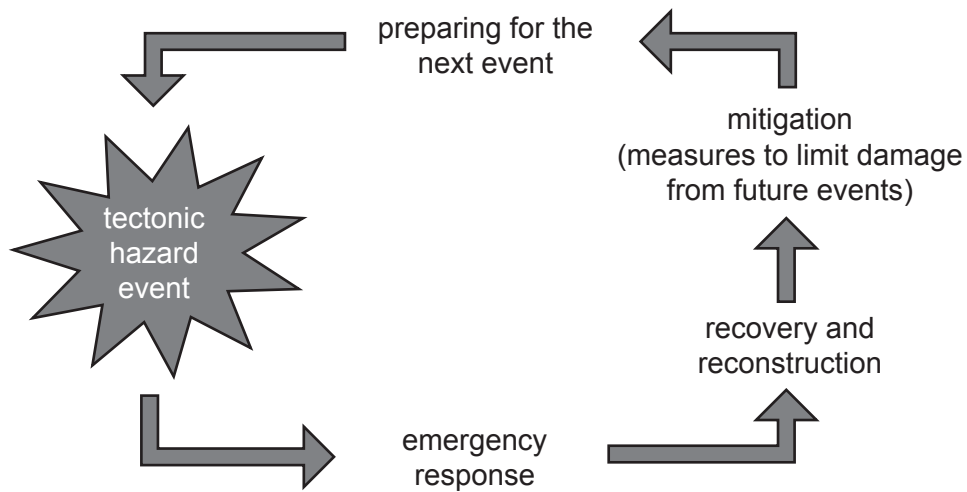 preparing for the
next event
mitigation
(measures to limit damage
from future events)
tectonic
hazard
event
recovery and
reconstruction
emergency
response